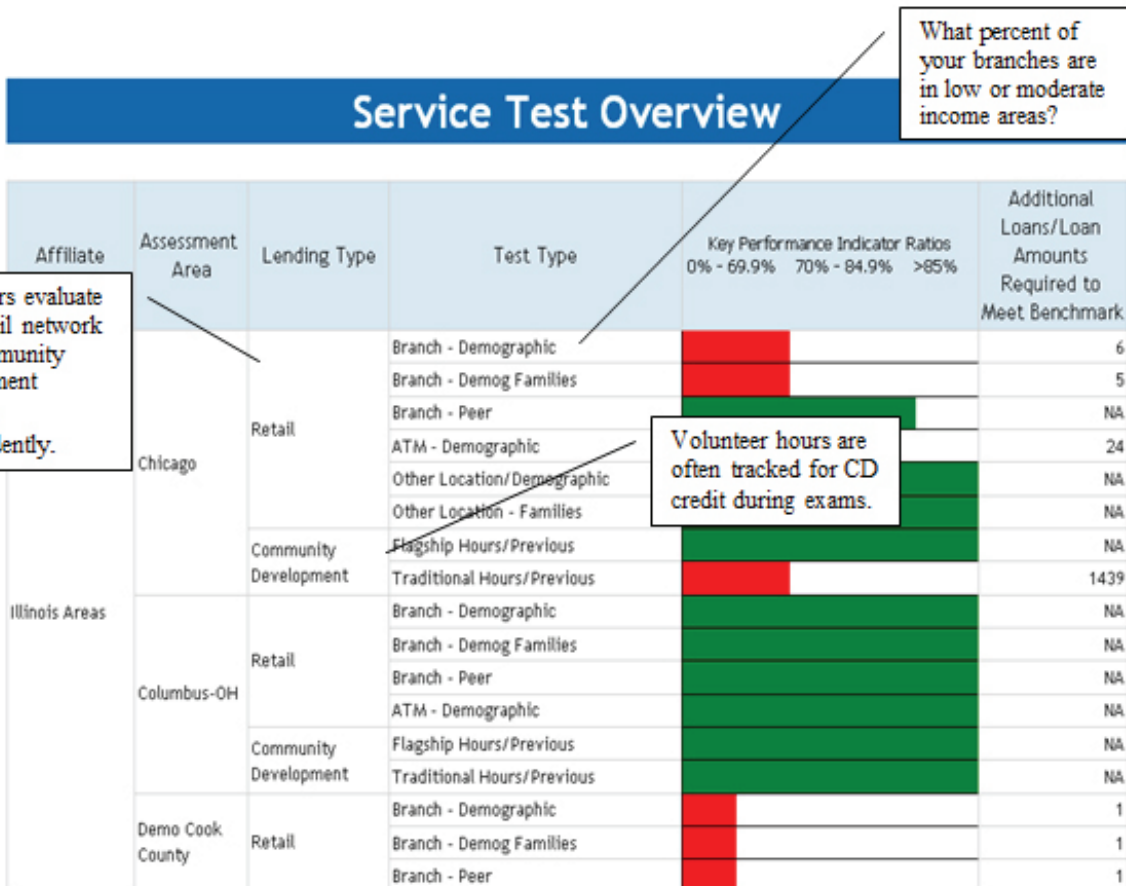 What percent of
your branches are
in low or moderate
income areas?
Service Test Overview
Affiliate
Assessment
Area
Lending Type
Test Type
Key Performance Indicator Ratios
0% - 69.9% 70% - 84.9% >85%
Additional
Loans/Loan
Amounts
Required to
Meet Benchmark
rs evaluate
il network
munity
ment
ently.
Illinois Areas
Chicago
Retail
Branch - Demographic 6
Branch - Demog Families 5
Branch - Peer NA
ATM - Demographic 24
Other Location/Demographic NA
Other Location - Families NA
Volunteer hours are
often tracked for CD
credit during exams.
Community
Development
Flagship Hours/Previous NA
Traditional Hours/Previous 1439
Columbus-OH
Retail
Branch - Demographic NA
Branch - Demog Families NA
Branch - Peer NA
ATM - Demographic NA
Community
Development
Flagship Hours/Previous NA
Traditional Hours/Previous NA
Demo Cook
County
Retail
Branch - Demographic 1
Branch - Demog Families 1
Branch - Peer 1